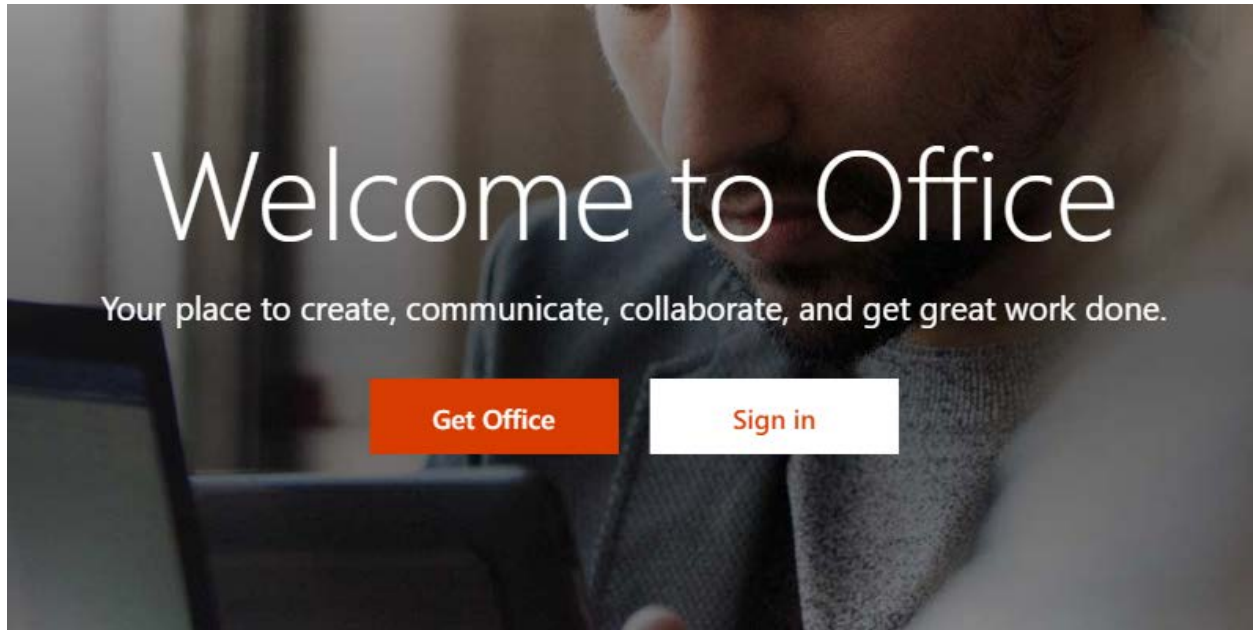 Welcome to Office
Your place to create, communicate, collaborate, and get great work done.
Get Office
Sign in